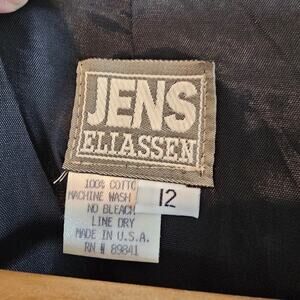 JENS
ELIASSEN
100% COTTO
MACHINE WASH
NO BLEACH
LINE DRY
MADE IN U.S.A.
RN # 89841
12